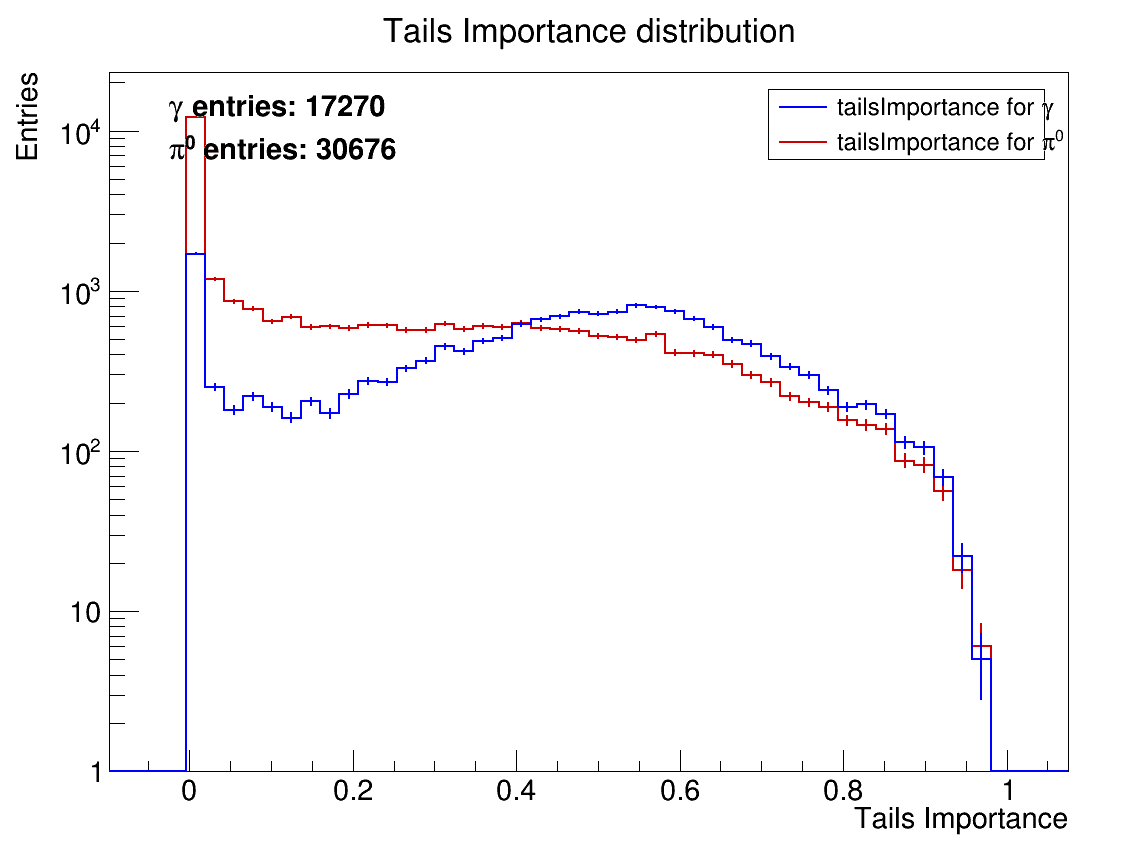 Tails Importance distribution
Entries
γ entries: 17270
π⁰ entries: 30676
tailsImportance for γ
tailsImportance for π⁰
10⁴
10³
10²
10
1
0 0.2 0.4 0.6 0.8 1
Tails Importance